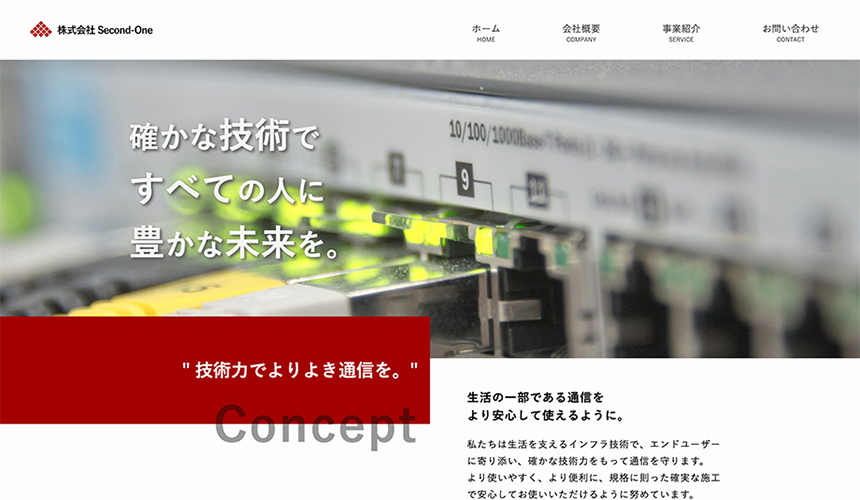 株式会社 Second-One
ホーム
HOME
会社概要
COMPANY
事業紹介
SERVICE
お問い合わせ
CONTACT
10/100/1000Base-T
7
9
11
確かな技術で
すべての人に
豊かな未来を。
" 技術力でよりよき通信を。"
Concept
生活の一部である通信を
より安心して使えるように。
私たちは生活を支えるインフラ技術で、エンドユーザー
に寄り添い、確かな技術力をもって通信を守ります。
より使いやすく、より便利に、規格に則った確実な施工
で安心してお使いいただけるように努めています。